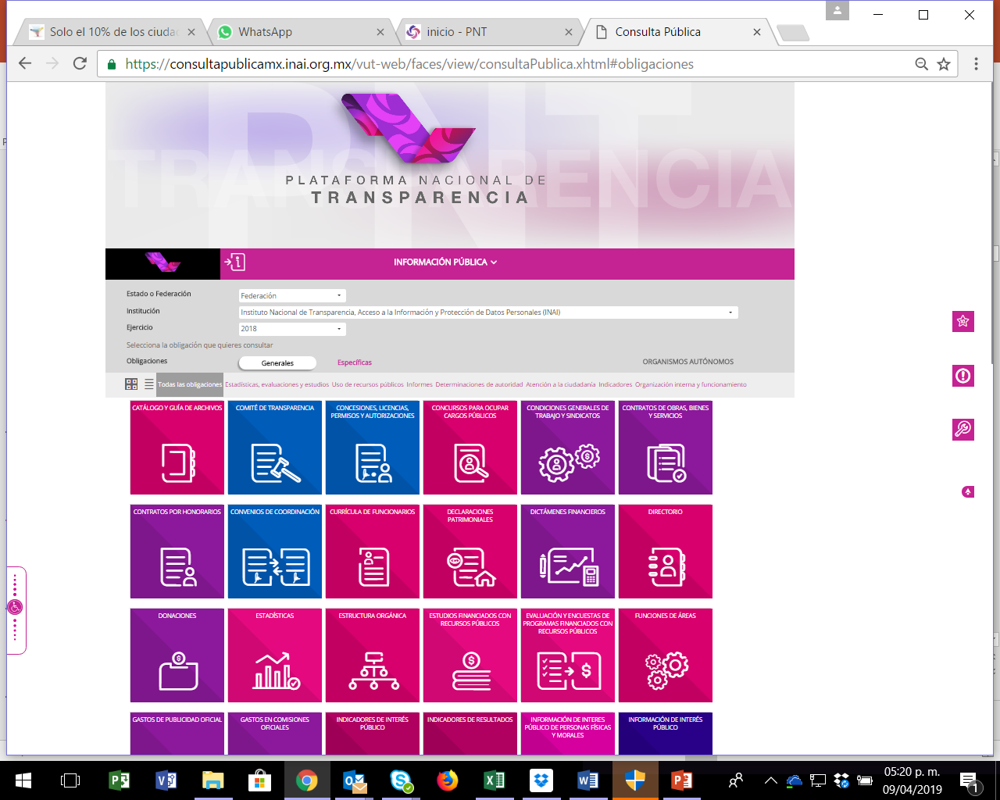 Solo el 10% de los ciudad
WhatsApp
inicio - PNT
Consulta Pública
https://consultapublicamx.inai.org.mx/vut-web/faces/view/consultaPublica.xhtml#obligaciones
PNT
TRANSPARENCIA
PLATAFORMA NACIONAL DE
TRANSPARENCIA
INFORMACIÓN PÚBLICA
Estado o Federación
Federación
Institución
Instituto Nacional de Transparencia, Acceso a la Información y Protección de Datos Personales (INAI)
Ejercicio
2018
Selecciona la obligación que quieres consultar
Obligaciones
Generales
Específicas
ORGANISMOS AUTÓNOMOS
Todas las obligaciones Estadísticas, evaluaciones y estudios Uso de recursos públicos Informes Determinaciones de autoridad Atención a la ciudadanía Indicadores Organización interna y funcionamiento
CATÁLOGO Y GUÍA DE ARCHIVOS
COMITÉ DE TRANSPARENCIA
CONCESIONES, LICENCIAS,
PERMISOS Y AUTORIZACIONES
CONCURSOS PARA OCUPAR
CARGOS PÚBLICOS
CONDICIONES GENERALES DE
TRABAJO Y SINDICATOS
CONTRATOS DE OBRAS, BIENES
Y SERVICIOS
CONTRATOS POR HONORARIOS
CONVENIOS DE COORDINACIÓN
CURRÍCULA DE FUNCIONARIOS
DECLARACIONES
PATRIMONIALES
DICTÁMENES FINANCIEROS
DIRECTORIO
DONACIONES
ESTADÍSTICAS
ESTRUCTURA ORGÁNICA
ESTUDIOS FINANCIADOS CON
RECURSOS PÚBLICOS
EVALUACIÓN Y ENCUESTAS DE
PROGRAMAS FINANCIADOS CON
RECURSOS PÚBLICOS
FUNCIONES DE ÁREAS
GASTOS DE PUBLICIDAD OFICIAL
GASTOS EN COMISIONES
OFICIALES
INDICADORES DE INTERÉS
PÚBLICO
INDICADORES DE RESULTADOS
INFORMACIÓN DE INTERES
PÚBLICO DE PERSONAS FÍSICAS
Y MORALES
INFORMACIÓN DE INTERÉS
PÚBLICO
05:20 p. m.
09/04/2019
1